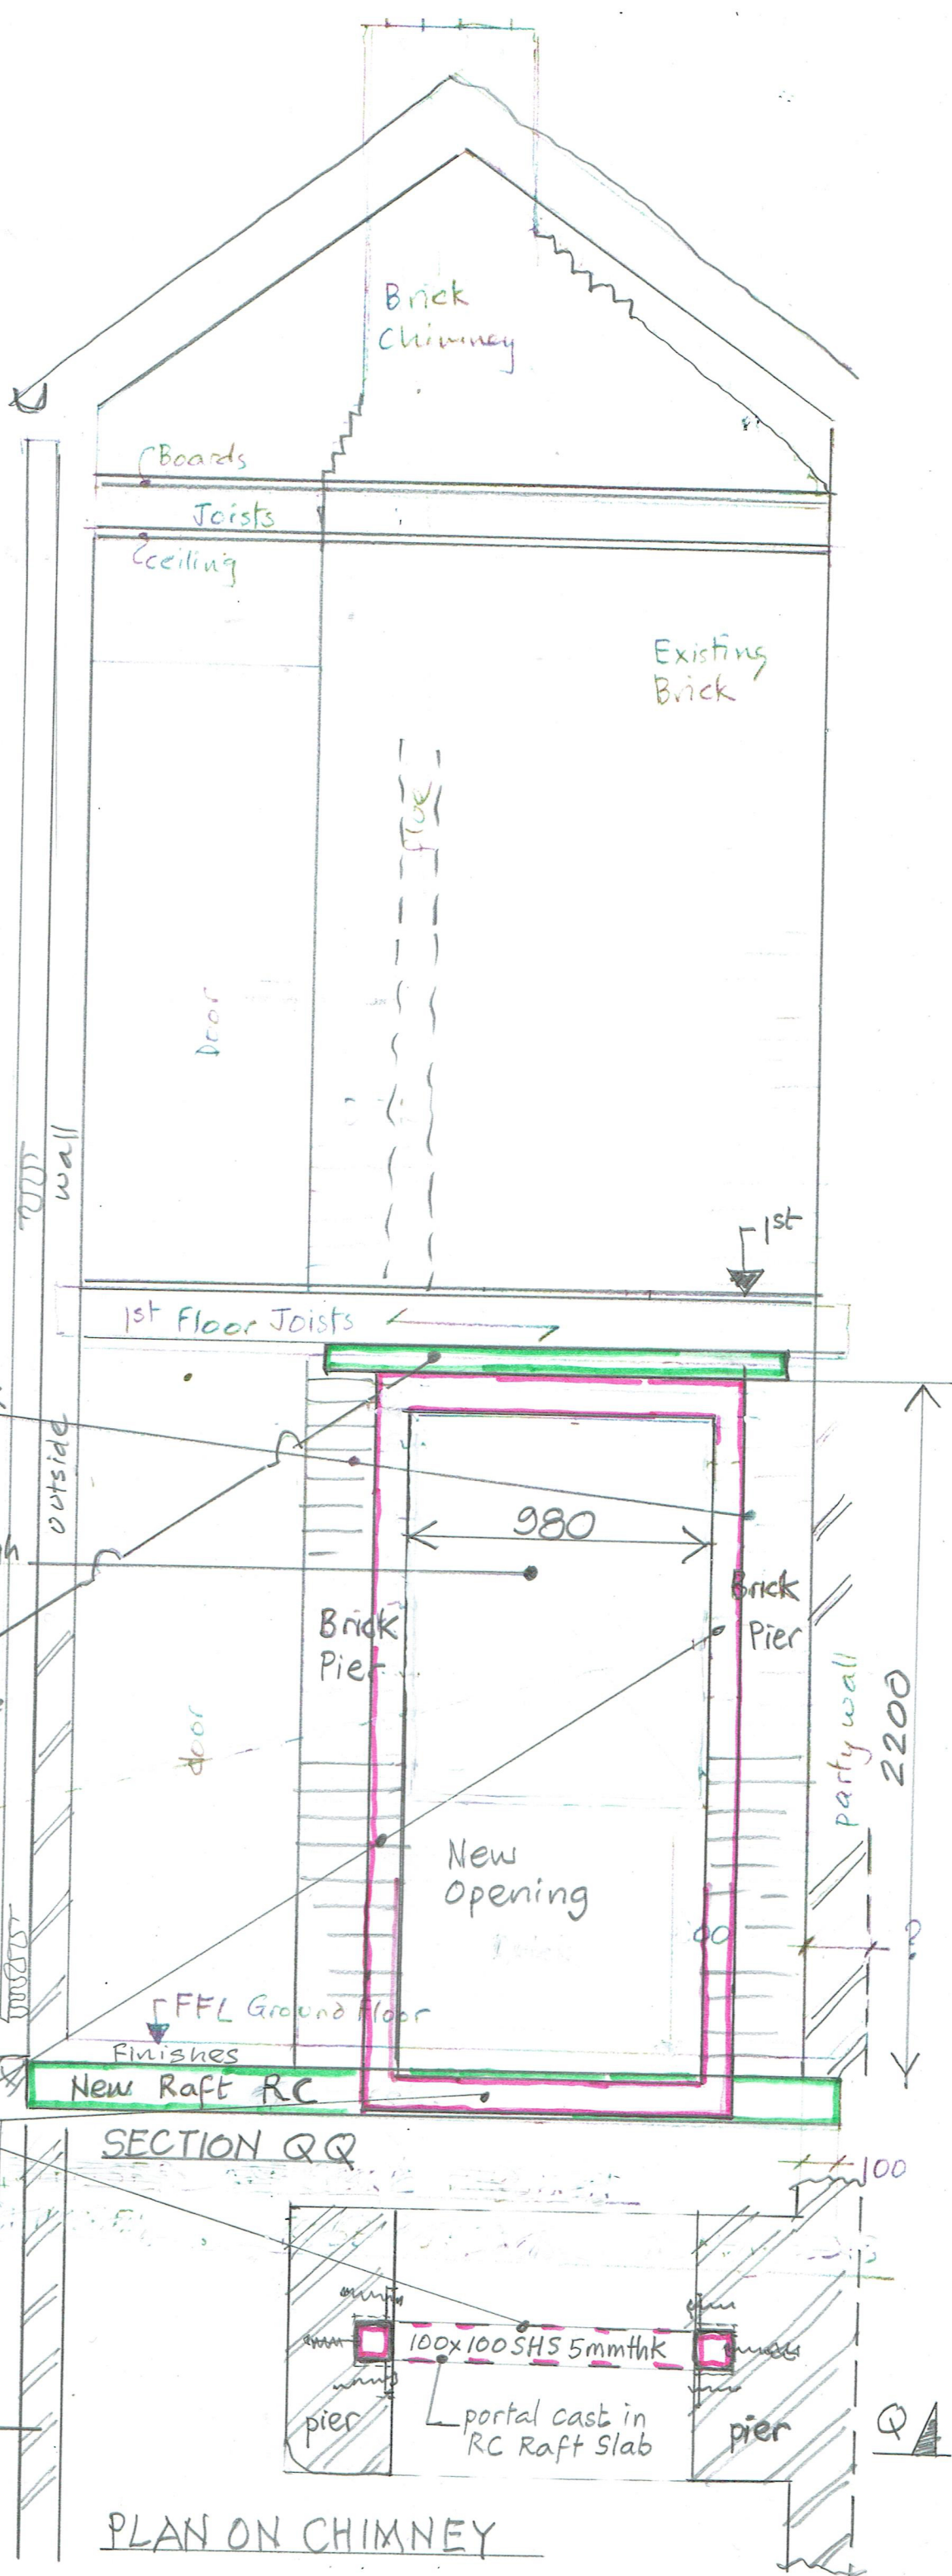 Brick
Chimney
Boards
Joists
ceiling
Existing
Brick
flue
Door
wall
1st
1st Floor Joists
outside
980
Brick
Pier
Brick
Pier
party wall
2200
door
New
Opening
?
FFL Ground Floor
Finishes
New Raft RC
SECTION QQ
100
100x100 SHS 5mmthk
pier
portal cast in
RC Raft Slab
pier
Q
PLAN ON CHIMNEY